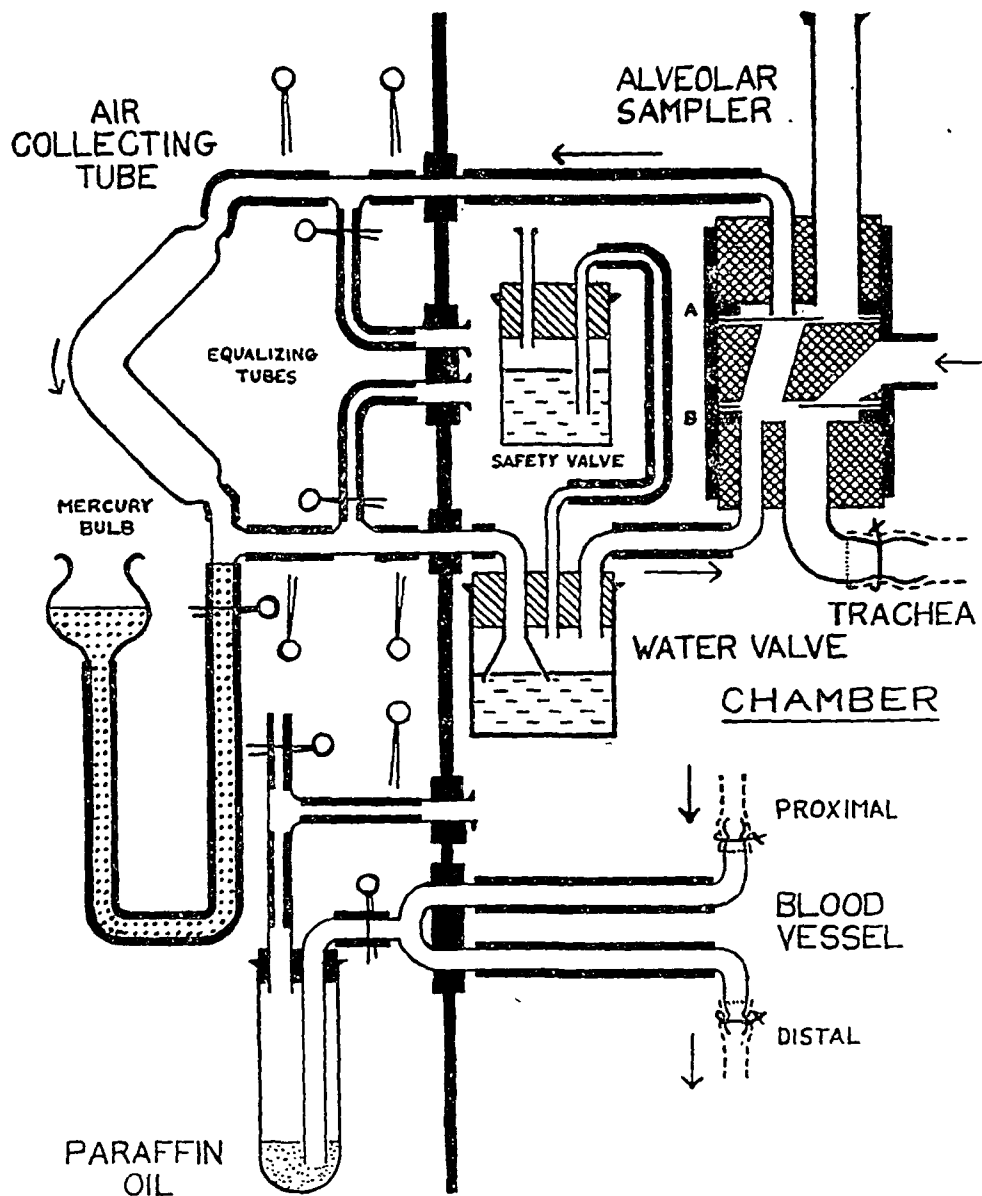 AIR
COLLECTING
TUBE
ALVEOLAR
SAMPLER
A
EQUALIZING
TUBES
B
SAFETY VALVE
MERCURY
BULB
TRACHEA
WATER VALVE
CHAMBER
PROXIMAL
BLOOD
VESSEL
DISTAL
PARAFFIN
OIL